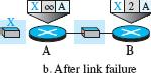 X ∞ A X 2 A
X
A B
b. After link failure